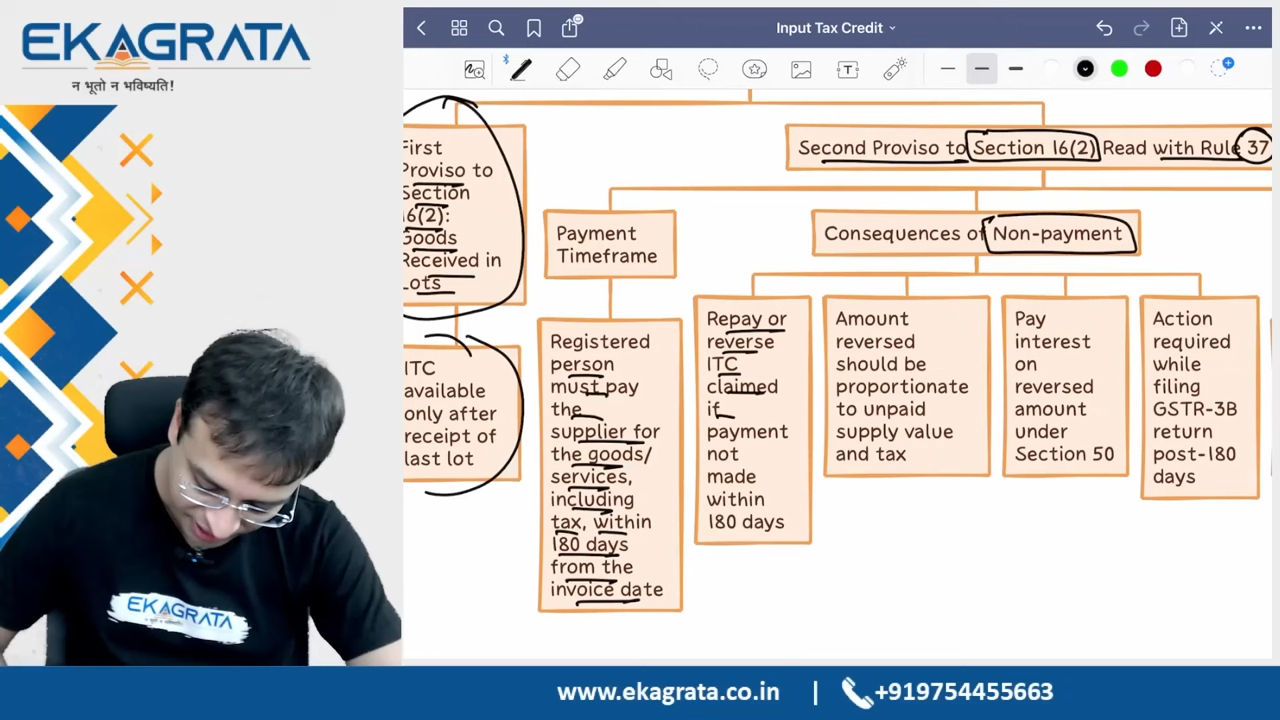 EKAGRATA
न भूतो न भविष्यति!
Input Tax Credit
T
First
Proviso to
Section
16(2):
Goods
Received in
Lots
ITC
available
only after
receipt of
last lot
Second Proviso to Section 16(2) Read with Rule 37
Payment
Timeframe
Registered
person
must pay
the
supplier for
the goods/
services,
including
tax, within
180 days
from the
invoice date
Consequences of Non-payment
Repay or
reverse
ITC
claimed
if
payment
not
made
within
180 days
Amount
reversed
should be
proportionate
to unpaid
supply value
and tax
Pay
interest
on
reversed
amount
under
Section 50
Action
required
while
filing
GSTR-3B
return
post-180
days
EKAGRATA
www.ekagrata.co.in | +919754455663